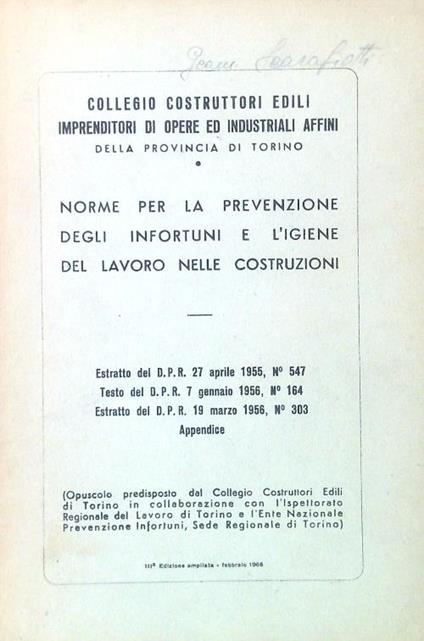 Geom. Scarafiotti
COLLEGIO COSTRUTTORI EDILI
IMPRENDITORI DI OPERE ED INDUSTRIALI AFFINI
DELLA PROVINCIA DI TORINO
NORME PER LA PREVENZIONE
DEGLI INFORTUNI E L'IGIENE
DEL LAVORO NELLE COSTRUZIONI
Estratto del D.P.R. 27 aprile 1955, N° 547
Testo del D.P.R. 7 gennaio 1956, N° 164
Estratto del D.P.R. 19 marzo 1956, N° 303
Appendice
(Opuscolo predisposto dal Collegio Costruttori Edili
di Torino in collaborazione con l'Ispettorato
Regionale del Lavoro di Torino e l'Ente Nazionale
Prevenzione Infortuni, Sede Regionale di Torino)
IIIª Edizione ampliata - febbraio 1966